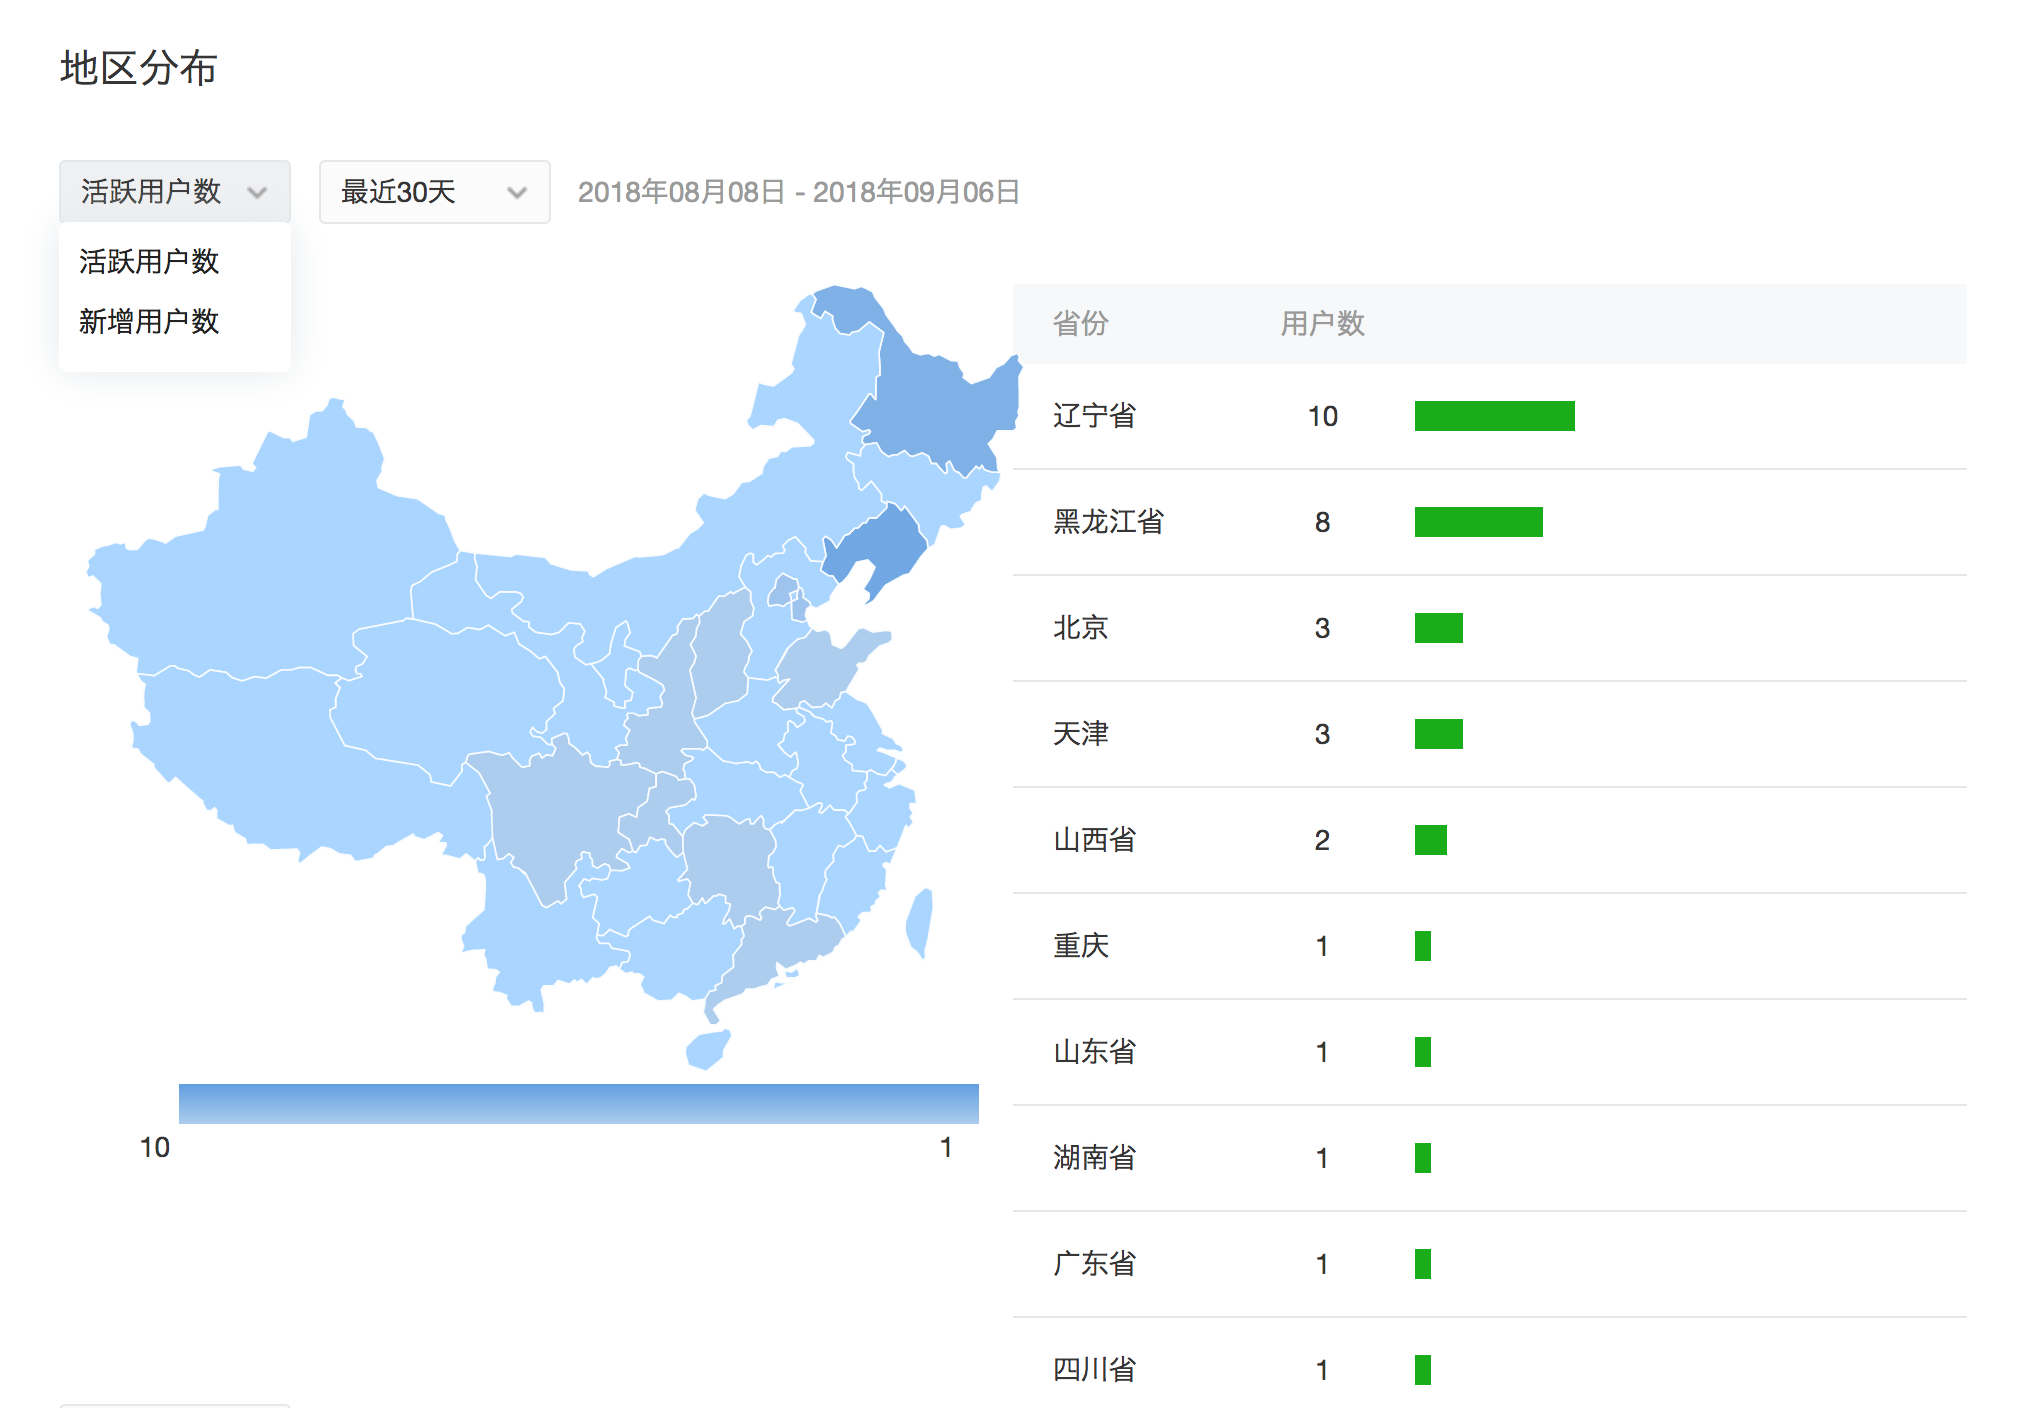 地区分布
活跃用户数 最近30天 2018年08月08日 - 2018年09月06日
活跃用户数
新增用户数
省份 用户数
辽宁省 10
黑龙江省 8
北京 3
天津 3
山西省 2
重庆 1
山东省 1
湖南省 1
广东省 1
四川省 1
10 1